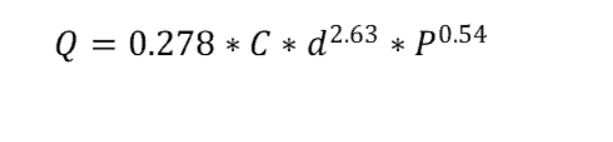 Q = 0.278 * C * d^2.63 * P^0.54